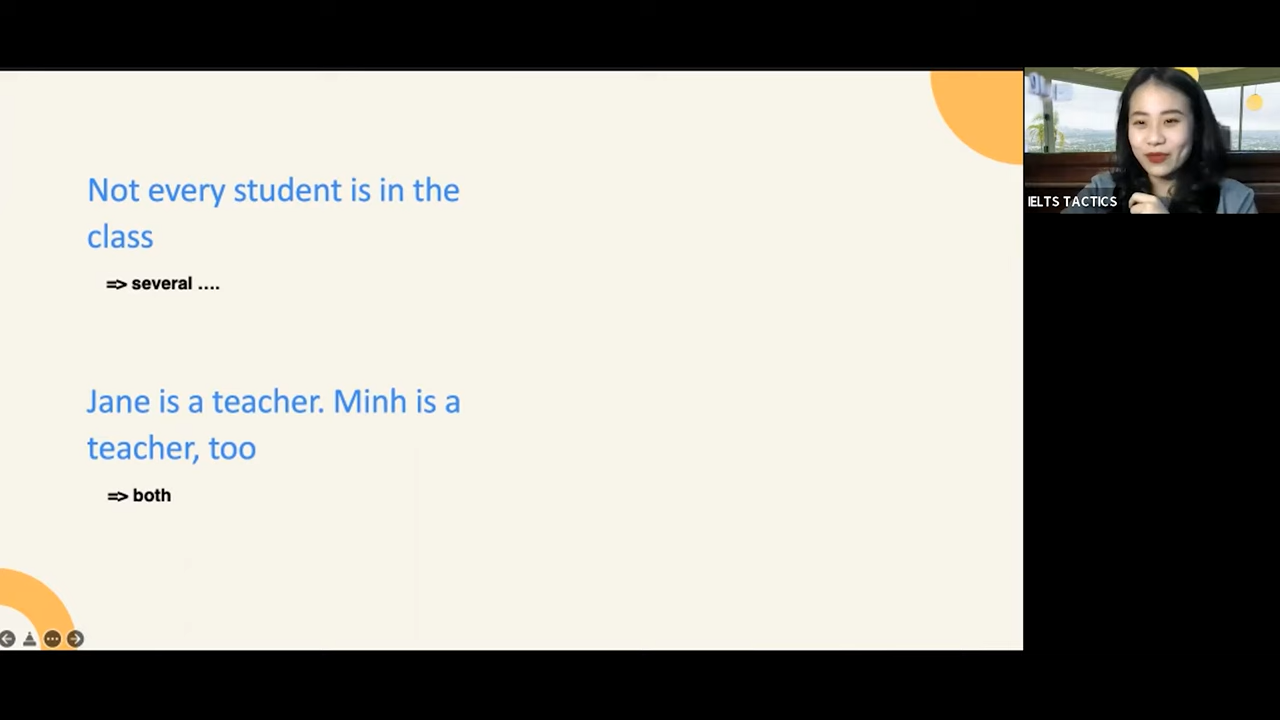 Not every student is in the
class
=> several ....
Jane is a teacher. Minh is a
teacher, too
=> both
IELTS TACTICS